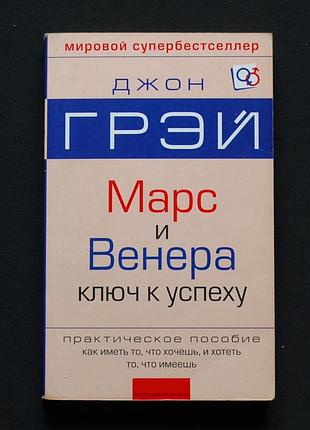 мировой супербестселлер
ДЖОН
ГРЭЙ
Марс
и
Венера
ключ к успеху
практическое пособие
как иметь то, что хочешь, и хотеть
то, что имеешь